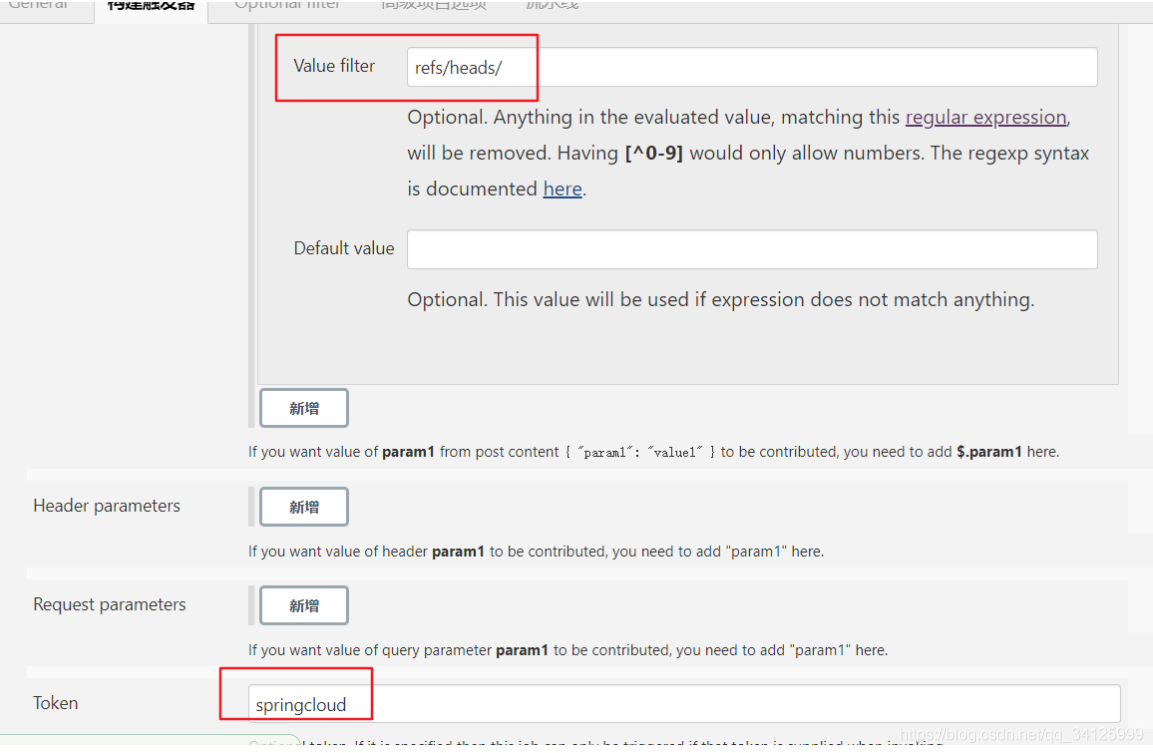 General 构建触发器 Optional filter 高级项目选项 流水线
Value filter refs/heads/
Optional. Anything in the evaluated value, matching this regular expression,
will be removed. Having [^0-9] would only allow numbers. The regexp syntax
is documented here.
Default value
Optional. This value will be used if expression does not match anything.
新增
If you want value of param1 from post content { "param1": "value1" } to be contributed, you need to add $.param1 here.
Header parameters 新增
If you want value of header param1 to be contributed, you need to add "param1" here.
Request parameters 新增
If you want value of query parameter param1 to be contributed, you need to add "param1" here.
Token springcloud
Optional token. If it is specified then this job can only be triggered if that token is supplied when invoking
https://blog.csdn.net/qq_34125999